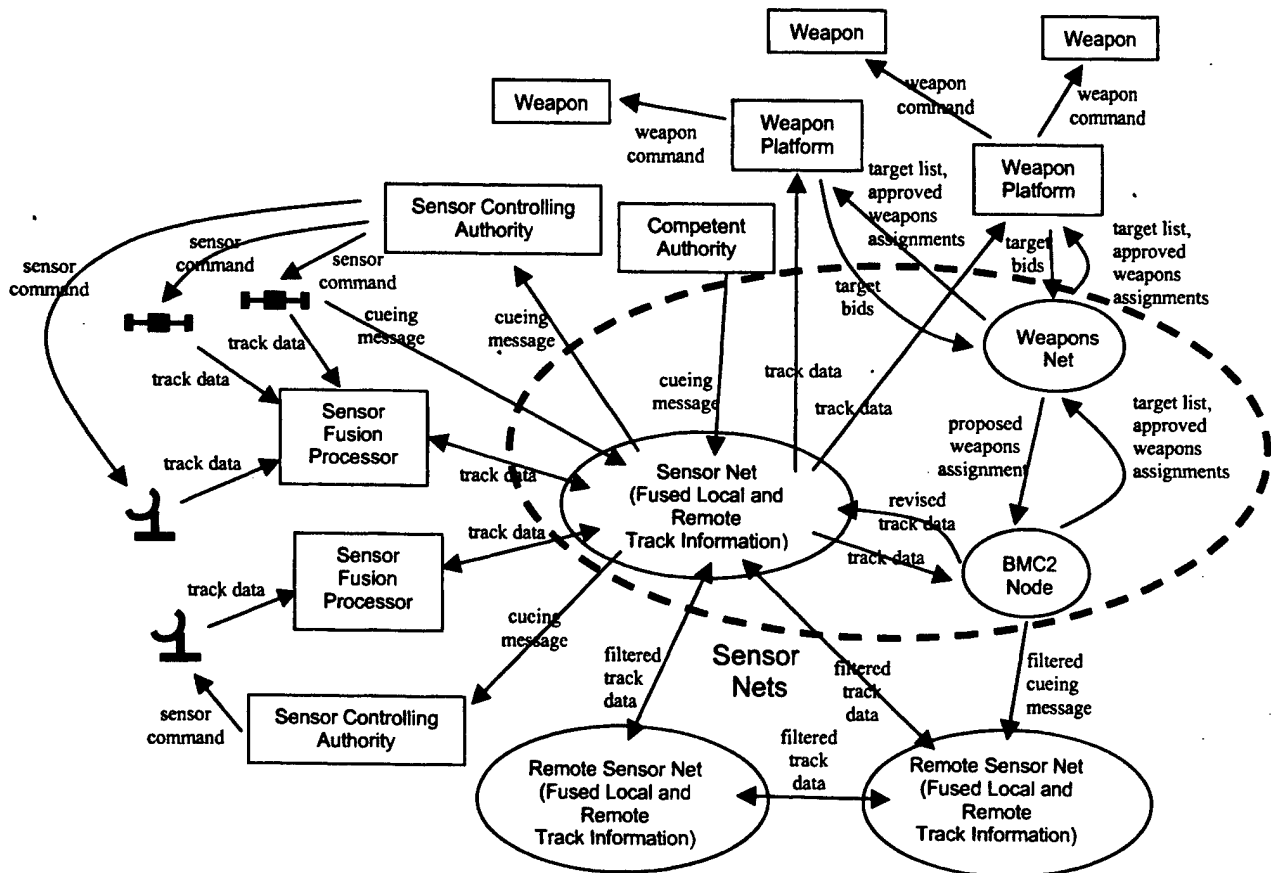 Weapon
Weapon
Weapon
weapon
command
weapon
command
weapon
command
Weapon
Platform
Weapon
Platform
target list,
approved
weapons
assignments
target list,
approved
weapons
assignments
target
bids
target
bids
Sensor Controlling
Authority
Competent
Authority
sensor
command
sensor
command
sensor
command
cueing
message
cueing
message
cueing
message
track data
track data
track data
track data
track data
Sensor
Fusion
Processor
track data
Weapons
Net
proposed
weapons
assignment
target list,
approved
weapons
assignments
Sensor Net
(Fused Local and
Remote
Track Information)
revised
track data
track data
BMC2
Node
track data
Sensor
Fusion
Processor
track data
cueing
message
Sensor
Nets
filtered
track
data
filtered
track
data
filtered
cueing
message
sensor
command
Sensor Controlling
Authority
filtered
track
data
Remote Sensor Net
(Fused Local and
Remote
Track Information)
Remote Sensor Net
(Fused Local and
Remote
Track Information)